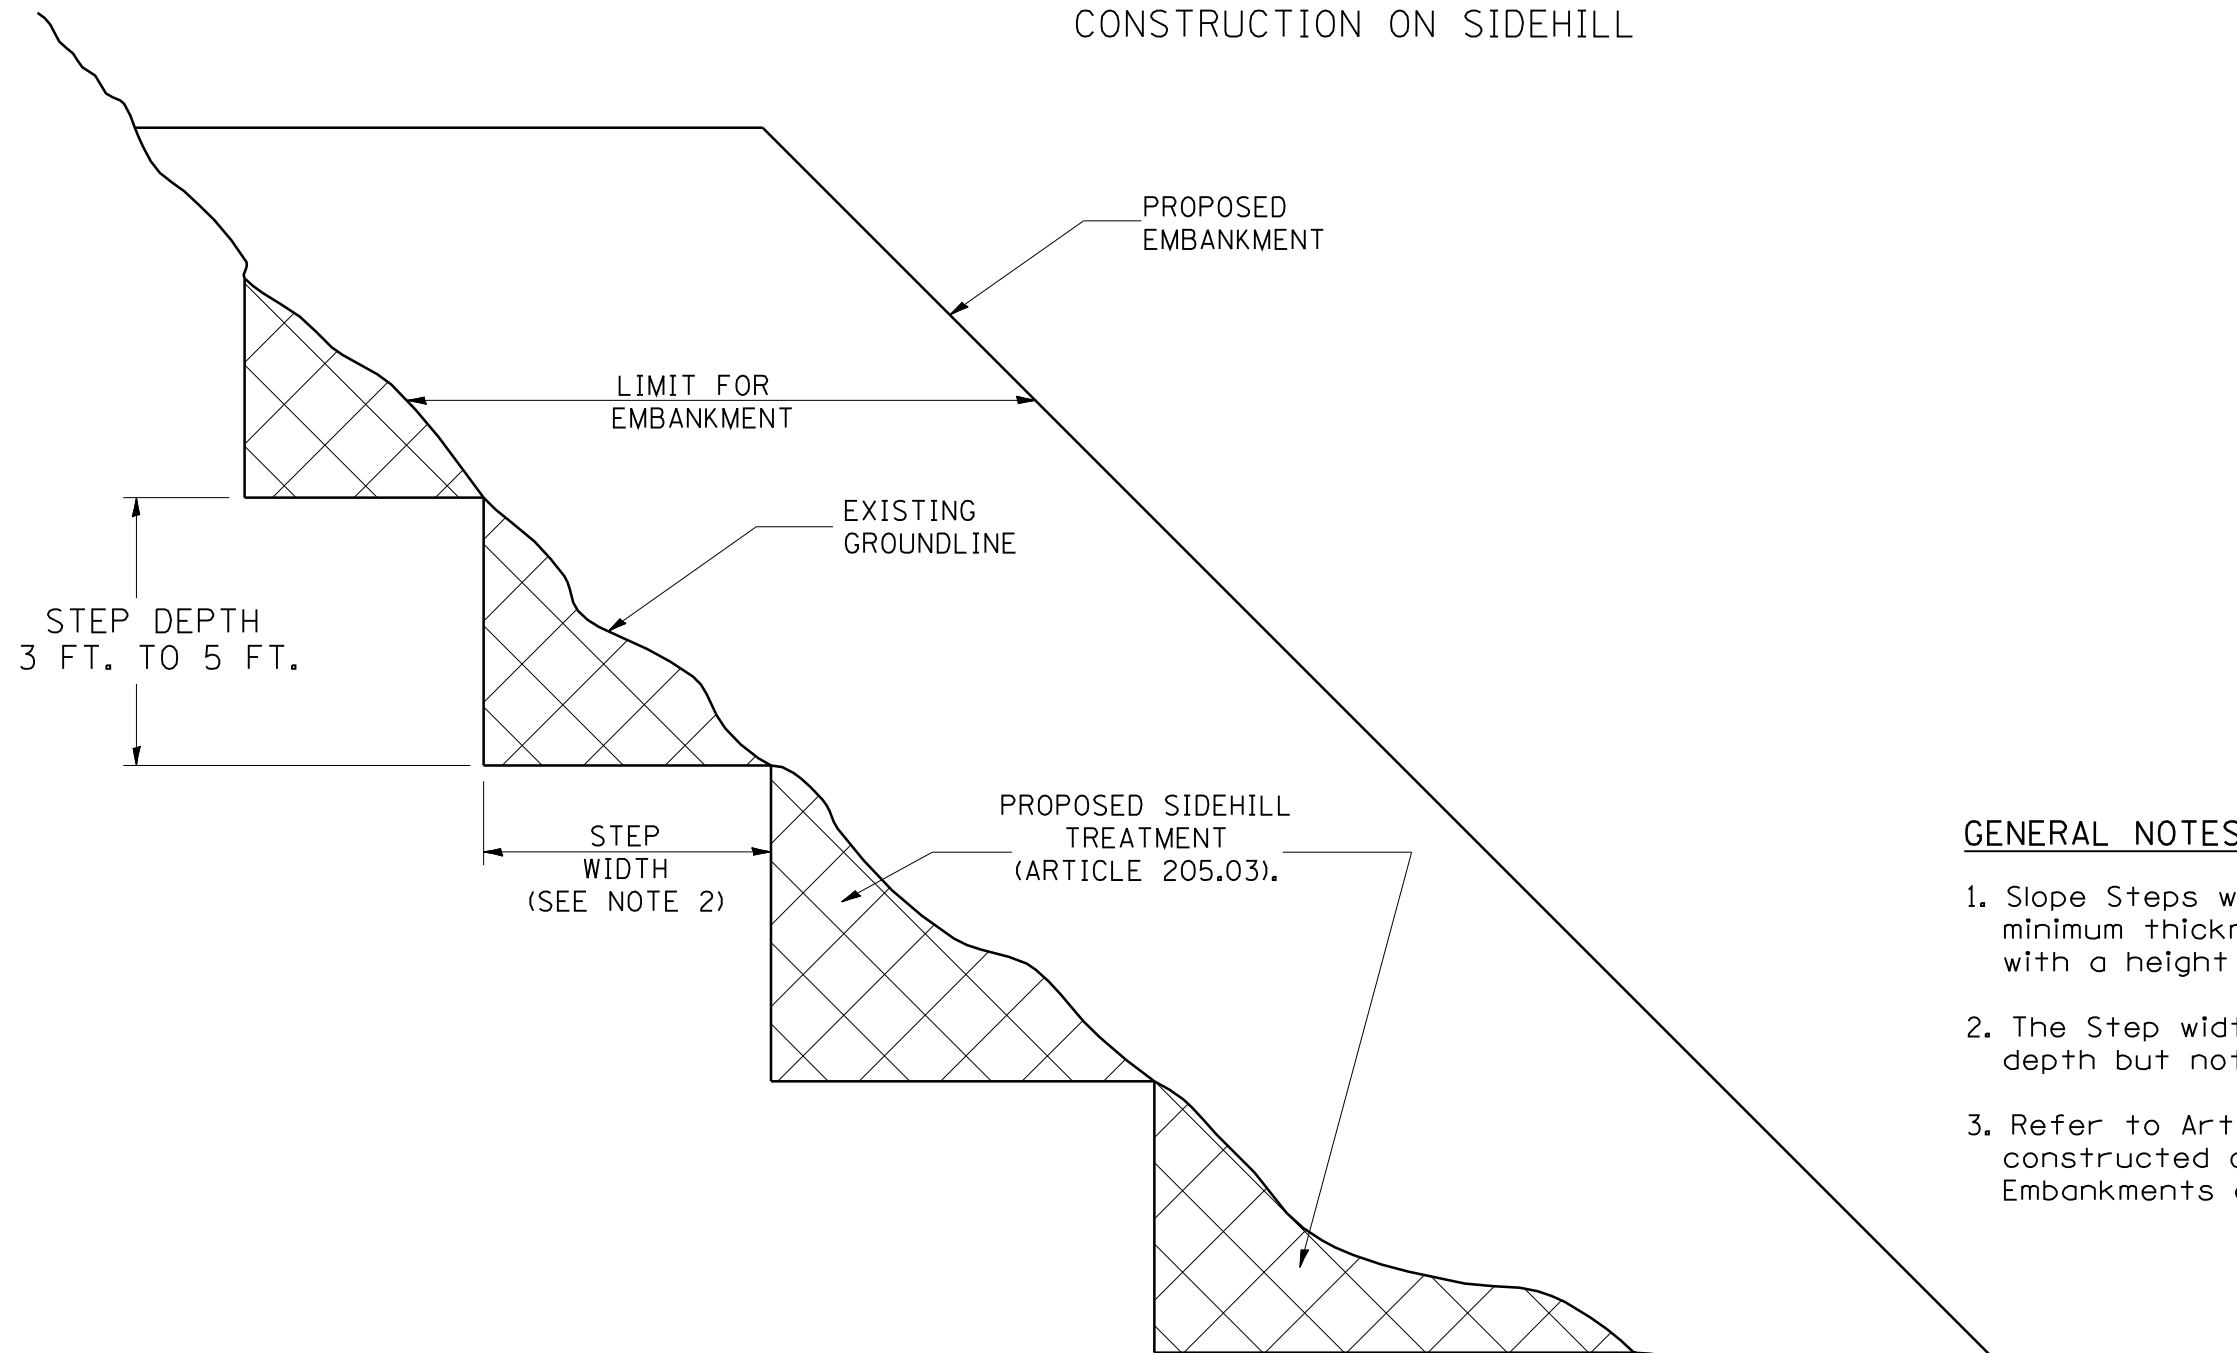 CONSTRUCTION ON SIDEHILL
PROPOSED
EMBANKMENT
LIMIT FOR
EMBANKMENT
EXISTING
GROUNDLINE
STEP DEPTH
3 FT. TO 5 FT.
STEP
WIDTH
(SEE NOTE 2)
PROPOSED SIDEHILL
TREATMENT
(ARTICLE 205.03).
GENERAL NOTES
1. Slope Steps
minimum
with a height
2. The Step
depth but
3. Refer to
constructed
Embankments